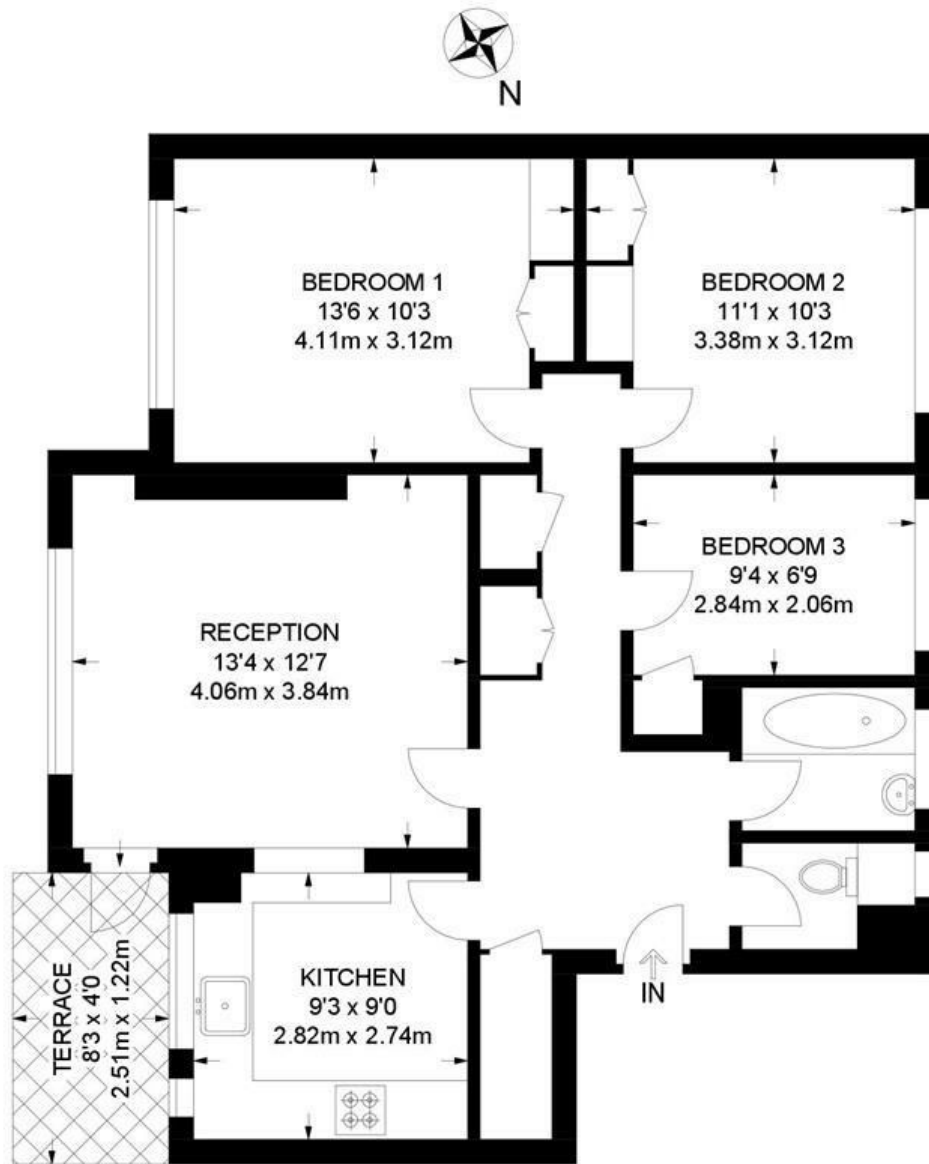 N
BEDROOM 1
13'6 x 10'3
4.11m x 3.12m
BEDROOM 2
11'1 x 10'3
3.38m x 3.12m
BEDROOM 3
9'4 x 6'9
2.84m x 2.06m
RECEPTION
13'4 x 12'7
4.06m x 3.84m
KITCHEN
9'3 x 9'0
2.82m x 2.74m
IN
TERRACE
8'3 x 4'0
2.51m x 1.22m